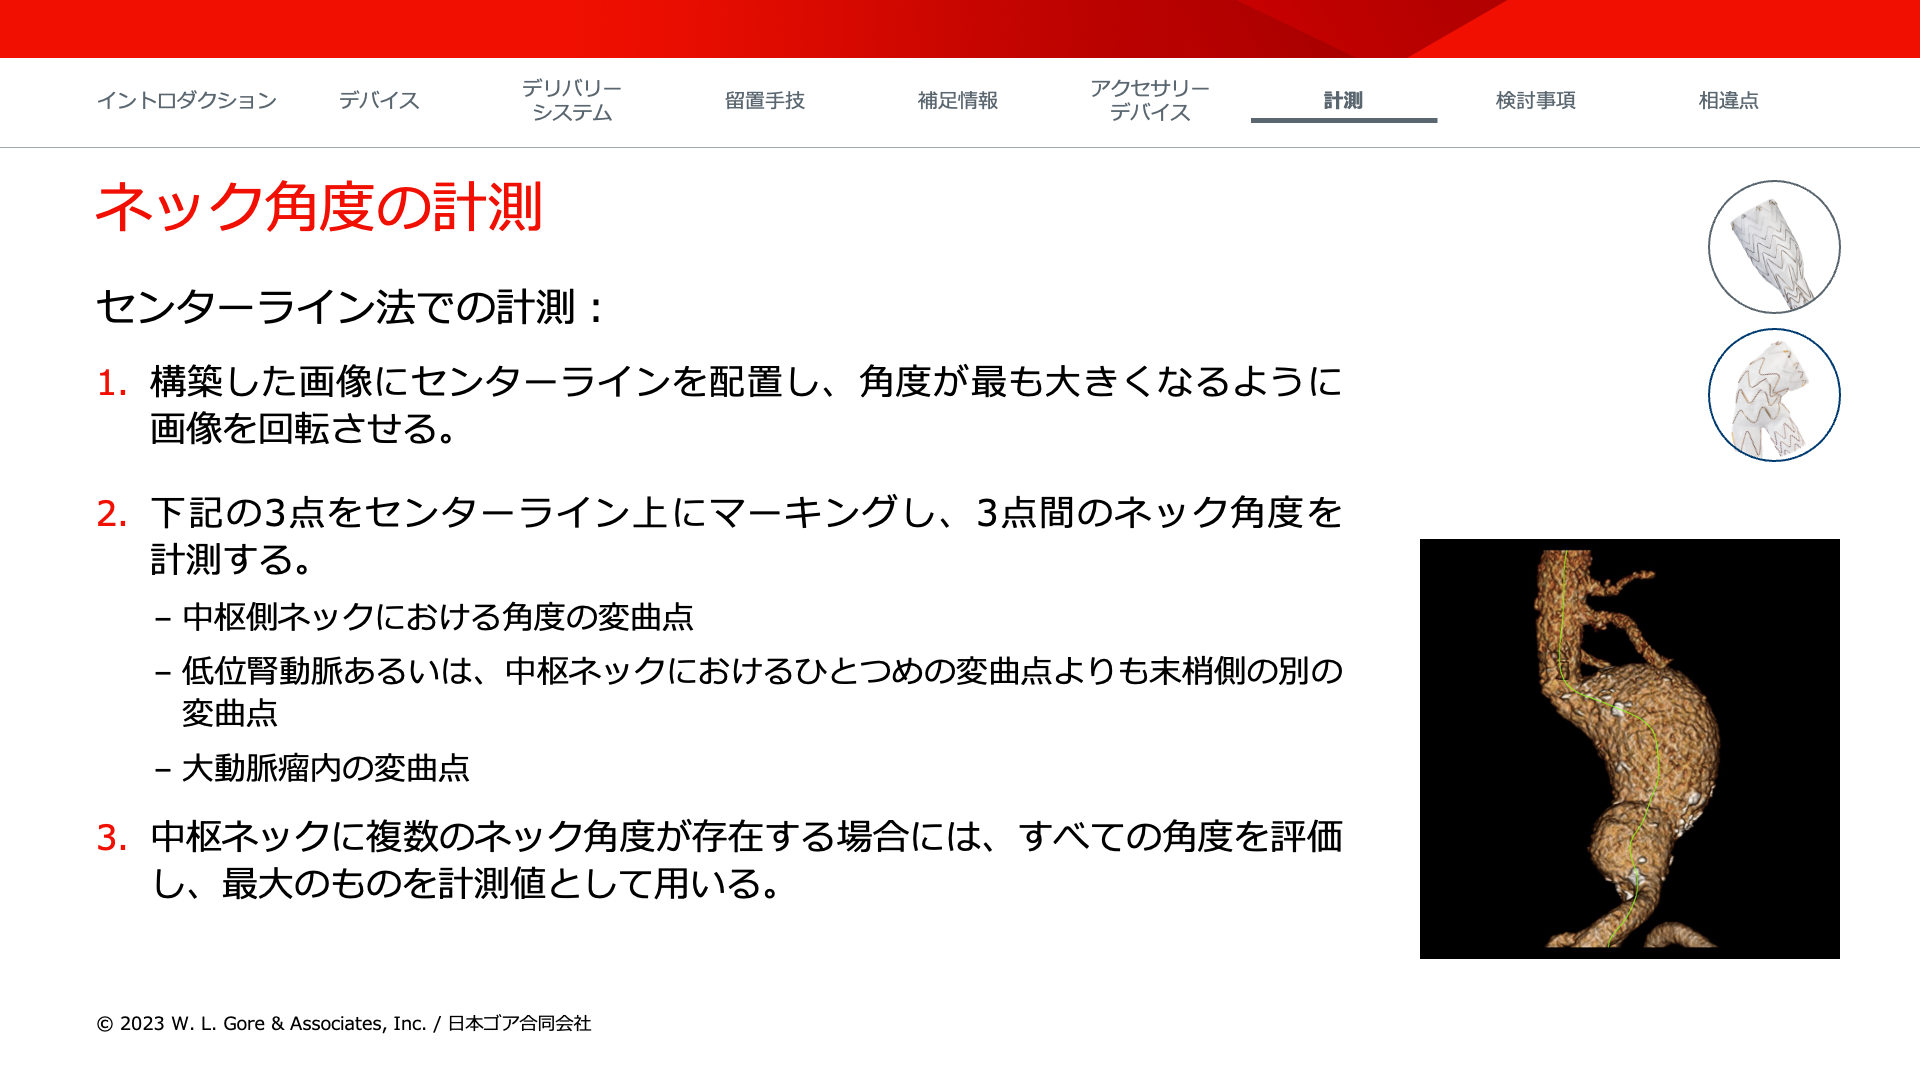 イントロダクション
デバイス
デリバリー
システム
留置手技
補足情報
アクセサリー
デバイス
計測
検討事項
相違点
ネック角度の計測
センターライン法での計測：
1. 構築した画像にセンターラインを配置し、角度が最も大きくなるように
画像を回転させる。
2. 下記の3点をセンターライン上にマーキングし、3点間のネック角度を
計測する。
– 中枢側ネックにおける角度の変曲点
– 低位腎動脈あるいは、中枢ネックにおけるひとつめの変曲点よりも末梢側の別の
変曲点
– 大動脈瘤内の変曲点
3. 中枢ネックに複数のネック角度が存在する場合には、すべての角度を評価
し、最大のものを計測値として用いる。
© 2023 W. L. Gore & Associates, Inc. / 日本ゴア合同会社